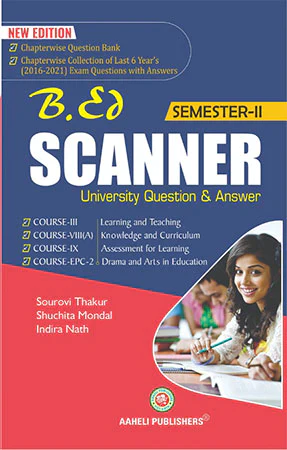 NEW EDITION
Chapterwise Question Bank
Chapterwise Collection of Last 6 Year's
(2016-2021) Exam Questions with Answers
B.Ed
SEMESTER-II
SCANNER
University Question & Answer
COURSE-III Learning and Teaching
COURSE-VIII(A) Knowledge and Curriculum
COURSE-IX Assessment for Learning
COURSE-EPC-2 Drama and Arts in Education
Sourovi Thakur
Shuchita Mondal
Indira Nath
AAHELI PUBLISHERS®